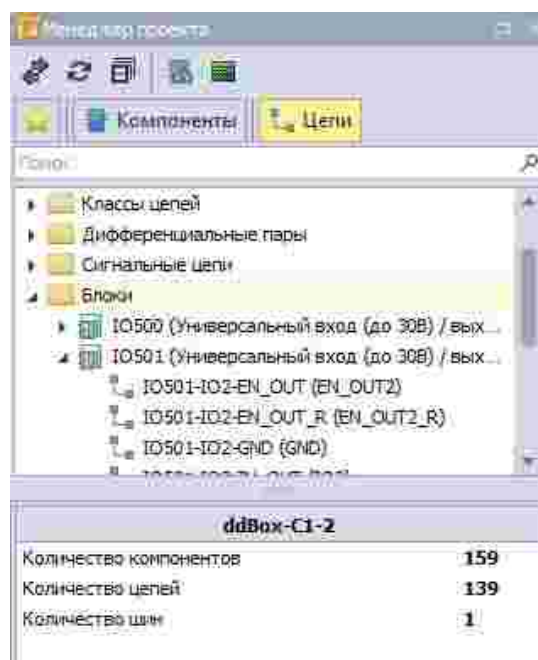 Менеджер проекта
Компоненты Цепи
Поиск
Классы цепей
Дифференциальные пары
Сигнальные цепи
Блоки
IO500 (Универсальный вход (до 30В) / вых...
IO501 (Универсальный вход (до 30В) / вых...
IO501-IO2-EN_OUT (EN_OUT2)
IO501-IO2-EN_OUT_R (EN_OUT2_R)
IO501-IO2-GND (GND)
ddBox-C1-2
Количество компонентов 159
Количество цепей 139
Количество шин 1